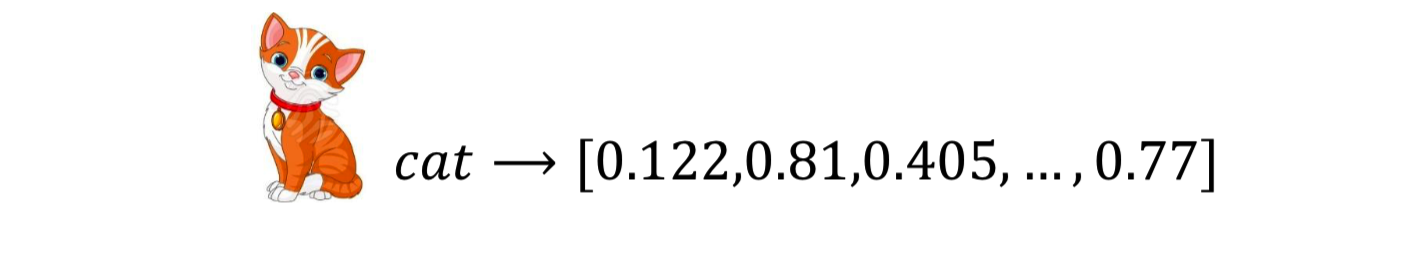 cat ⟶ [0.122,0.81,0.405, … , 0.77]